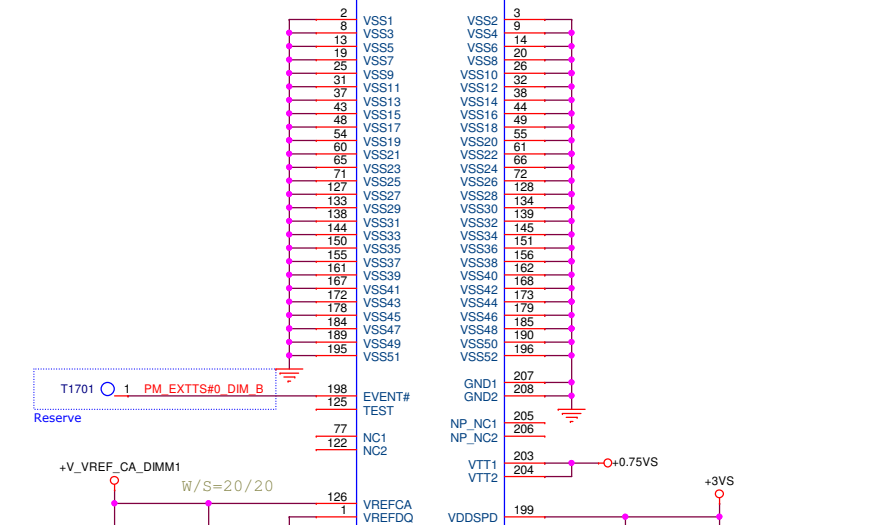 2 VSS1 VSS2 3
8 VSS3 VSS4 9
13 VSS5 VSS6 14
19 VSS7 VSS8 20
25 VSS9 VSS10 26
31 VSS11 VSS12 32
37 VSS13 VSS14 38
43 VSS15 VSS16 44
48 VSS17 VSS18 49
54 VSS19 VSS20 55
60 VSS21 VSS22 61
65 VSS23 VSS24 66
71 VSS25 VSS26 72
127 VSS27 VSS28 128
133 VSS29 VSS30 134
138 VSS31 VSS32 139
144 VSS33 VSS34 145
150 VSS35 VSS36 151
155 VSS37 VSS38 156
161 VSS39 VSS40 162
167 VSS41 VSS42 168
172 VSS43 VSS44 173
178 VSS45 VSS46 179
184 VSS47 VSS48 185
189 VSS49 VSS50 190
195 VSS51 VSS52 196
GND1 207
T1701 1 PM_EXTTS#0_DIM_B 198 EVENT# GND2 208
125 TEST
Reserve NP_NC1 205
77 NC1 NP_NC2 206
122 NC2
VTT1 203 +0.75VS
+V_VREF_CA_DIMM1 VTT2 204
W/S=20/20 +3VS
126 VREFCA
1 VREFDQ VDDSPD 199